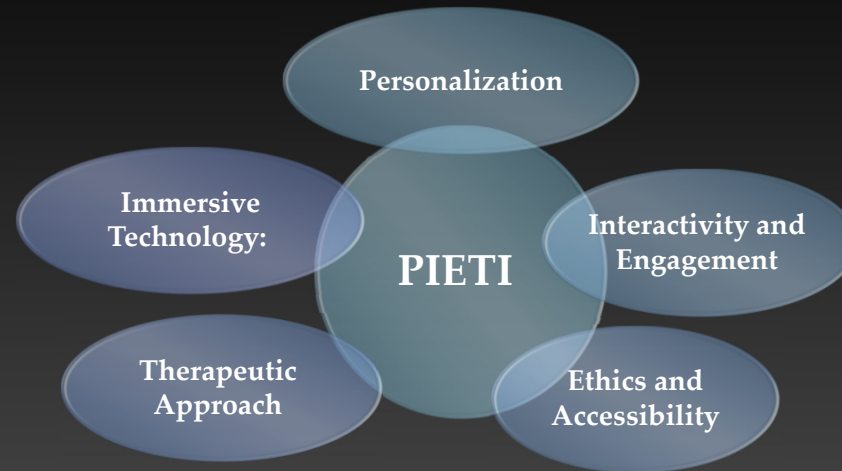 Personalization
Immersive
Technology:
Interactivity and
Engagement
PIETI
Therapeutic
Approach
Ethics and
Accessibility